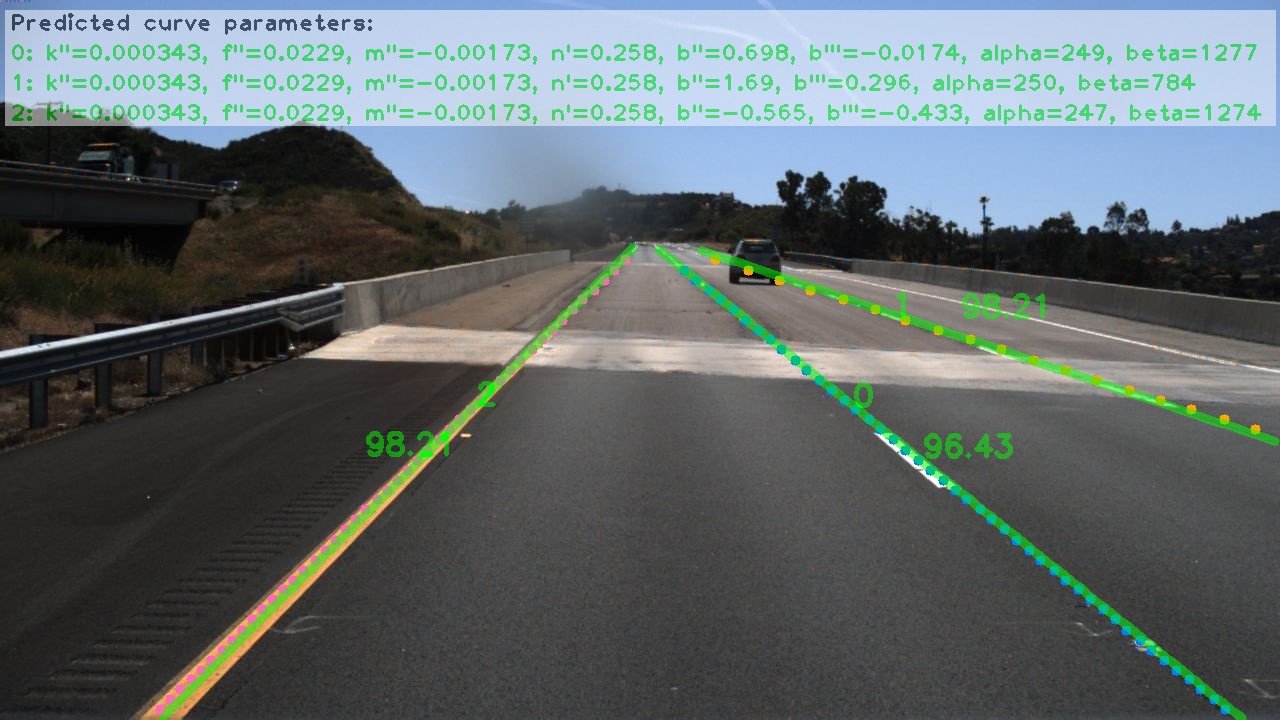 Predicted curve parameters:
0: k''=0.000343, f''=0.0229, m''=−0.00173, n'=0.258, b''=0.698, b'''=−0.0174, alpha=249, beta=1277
1: k''=0.000343, f''=0.0229, m''=−0.00173, n'=0.258, b''=1.69, b'''=0.296, alpha=250, beta=784
2: k''=0.000343, f''=0.0229, m''=−0.00173, n'=0.258, b''=−0.565, b'''=−0.433, alpha=247, beta=1274
1 98.21
2 0
98.21 96.43